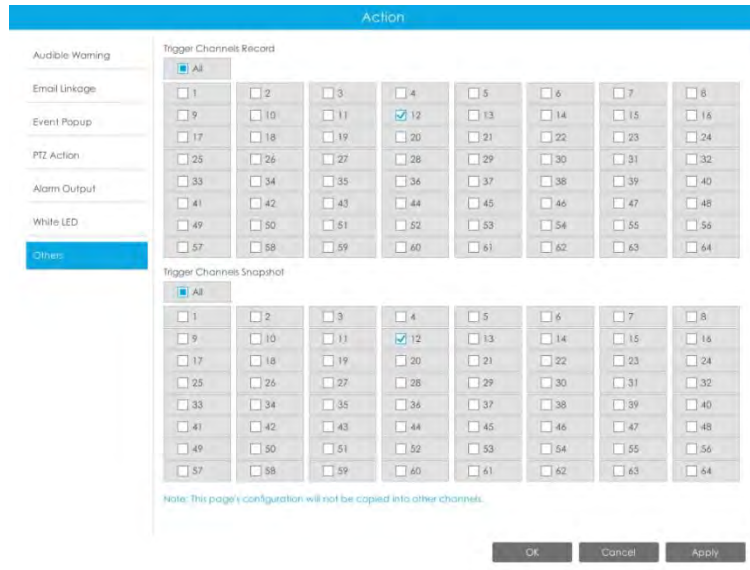 Action
Audible Warning
Email Linkage
Event Popup
PTZ Action
Alarm Output
White LED
Others
Trigger Channels Record
All
1 2 3 4 5 6 7 8
9 10 11 12 13 14 15 16
17 18 19 20 21 22 23 24
25 26 27 28 29 30 31 32
33 34 35 36 37 38 39 40
41 42 43 44 45 46 47 48
49 50 51 52 53 54 55 56
57 58 59 60 61 62 63 64
Trigger Channels Snapshot
All
1 2 3 4 5 6 7 8
9 10 11 12 13 14 15 16
17 18 19 20 21 22 23 24
25 26 27 28 29 30 31 32
33 34 35 36 37 38 39 40
41 42 43 44 45 46 47 48
49 50 51 52 53 54 55 56
57 58 59 60 61 62 63 64
Note: This page's configuration will not be copied into other channels.
OK Cancel Apply